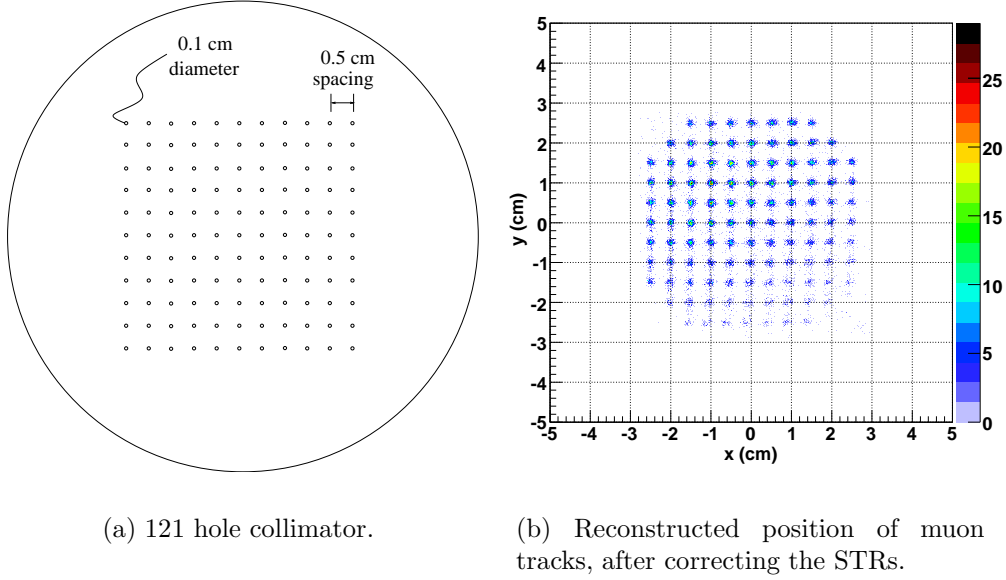 0.1 cm
diameter
0.5 cm
spacing
(a) 121 hole collimator.
5
4
3
2
1
0
-1
-2
-3
-4
-5
y (cm)
-5 -4 -3 -2 -1 0 1 2 3 4 5
x (cm)
25
20
15
10
5
0
(b) Reconstructed position of muon
tracks, after correcting the STRs.